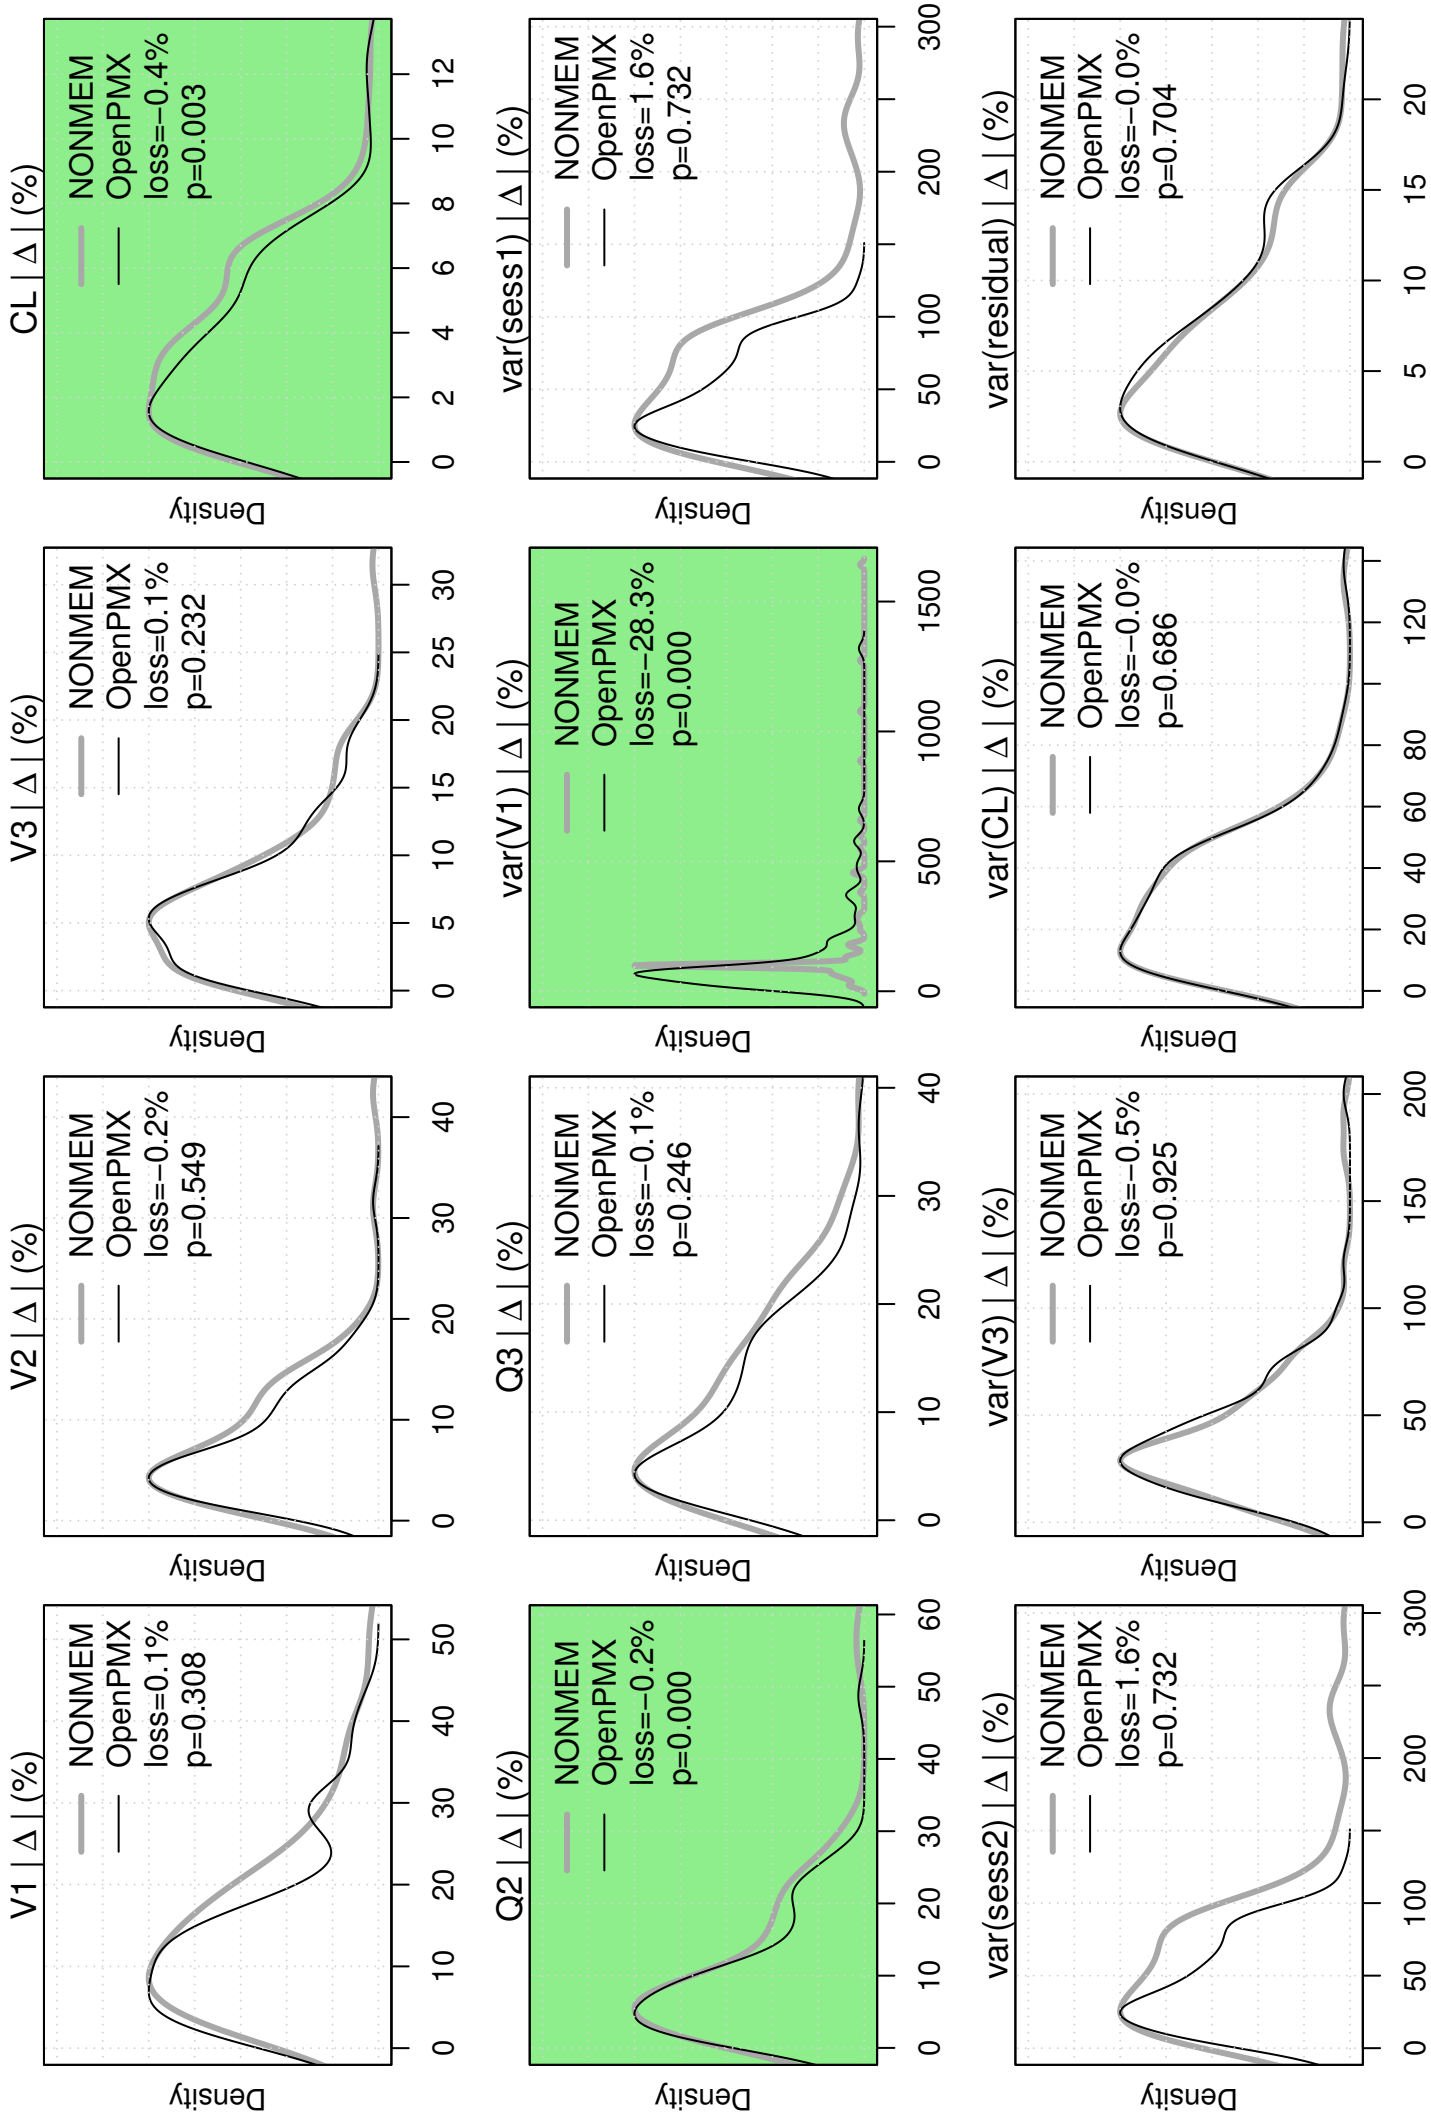 V1 |Δ| (%)
NONMEM
OpenPMX
loss=0.1%
p=0.308
Density
0 10 20 30 40 50
V2 |Δ| (%)
NONMEM
OpenPMX
loss=−0.2%
p=0.549
Density
0 10 20 30 40
V3 |Δ| (%)
NONMEM
OpenPMX
loss=0.1%
p=0.232
Density
0 5 10 15 20 25 30
CL |Δ| (%)
NONMEM
OpenPMX
loss=−0.4%
p=0.003
Density
0 2 4 6 8 10 12
Q2 |Δ| (%)
NONMEM
OpenPMX
loss=−0.2%
p=0.000
Density
0 10 20 30 40 50 60
Q3 |Δ| (%)
NONMEM
OpenPMX
loss=−0.1%
p=0.246
Density
0 10 20 30 40
var(V1) |Δ| (%)
NONMEM
OpenPMX
loss=−28.3%
p=0.000
Density
0 500 1000 1500
var(sess1) |Δ| (%)
NONMEM
OpenPMX
loss=1.6%
p=0.732
Density
0 50 100 200 300
var(sess2) |Δ| (%)
NONMEM
OpenPMX
loss=1.6%
p=0.732
Density
0 50 100 200 300
var(V3) |Δ| (%)
NONMEM
OpenPMX
loss=−0.5%
p=0.925
Density
0 50 100 150 200
var(CL) |Δ| (%)
NONMEM
OpenPMX
loss=−0.0%
p=0.686
Density
0 20 40 60 80 120
var(residual) |Δ| (%)
NONMEM
OpenPMX
loss=−0.0%
p=0.704
Density
0 5 10 15 20